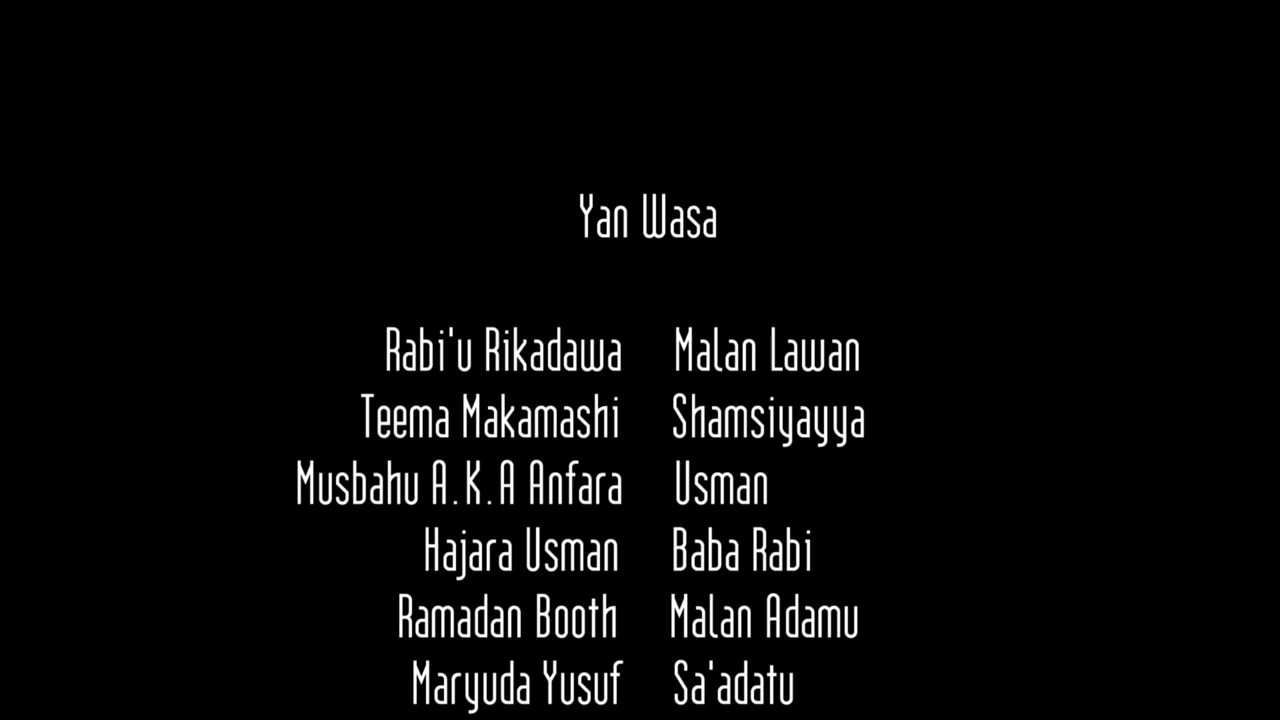 Yan Wasa
Rabi'u Rikadawa Malan Lawan
Teema Makamashi Shamsiyayya
Musbahu A.K.A Anfara Usman
Hajara Usman Baba Rabi
Ramadan Booth Malan Adamu
Maryuda Yusuf Sa'adatu